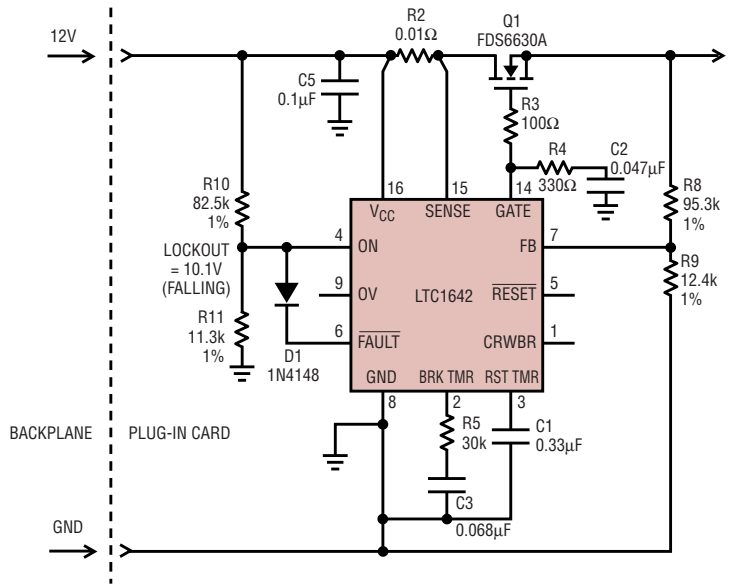 12V
R2
0.01Ω
Q1
FDS6630A
C5
0.1µF
R3
100Ω
R4
330Ω
C2
0.047µF
R10
82.5k
1%
R8
95.3k
1%
16
15
14
VCC
SENSE
GATE
4
ON
FB
7
LOCKOUT
= 10.1V
(FALLING)
9
OV
LTC1642
RESET
5
R9
12.4k
1%
R11
11.3k
1%
6
FAULT
CRWBR
1
D1
1N4148
GND
BRK TMR
RST TMR
8
2
3
BACKPLANE
PLUG-IN CARD
R5
30k
C1
0.33µF
C3
0.068µF
GND